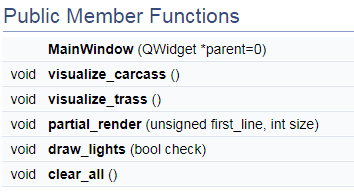 Public Member Functions
MainWindow (QWidget *parent=0)
void visualize_carcass ()
void visualize_trass ()
void partial_render (unsigned first_line, int size)
void draw_lights (bool check)
void clear_all ()